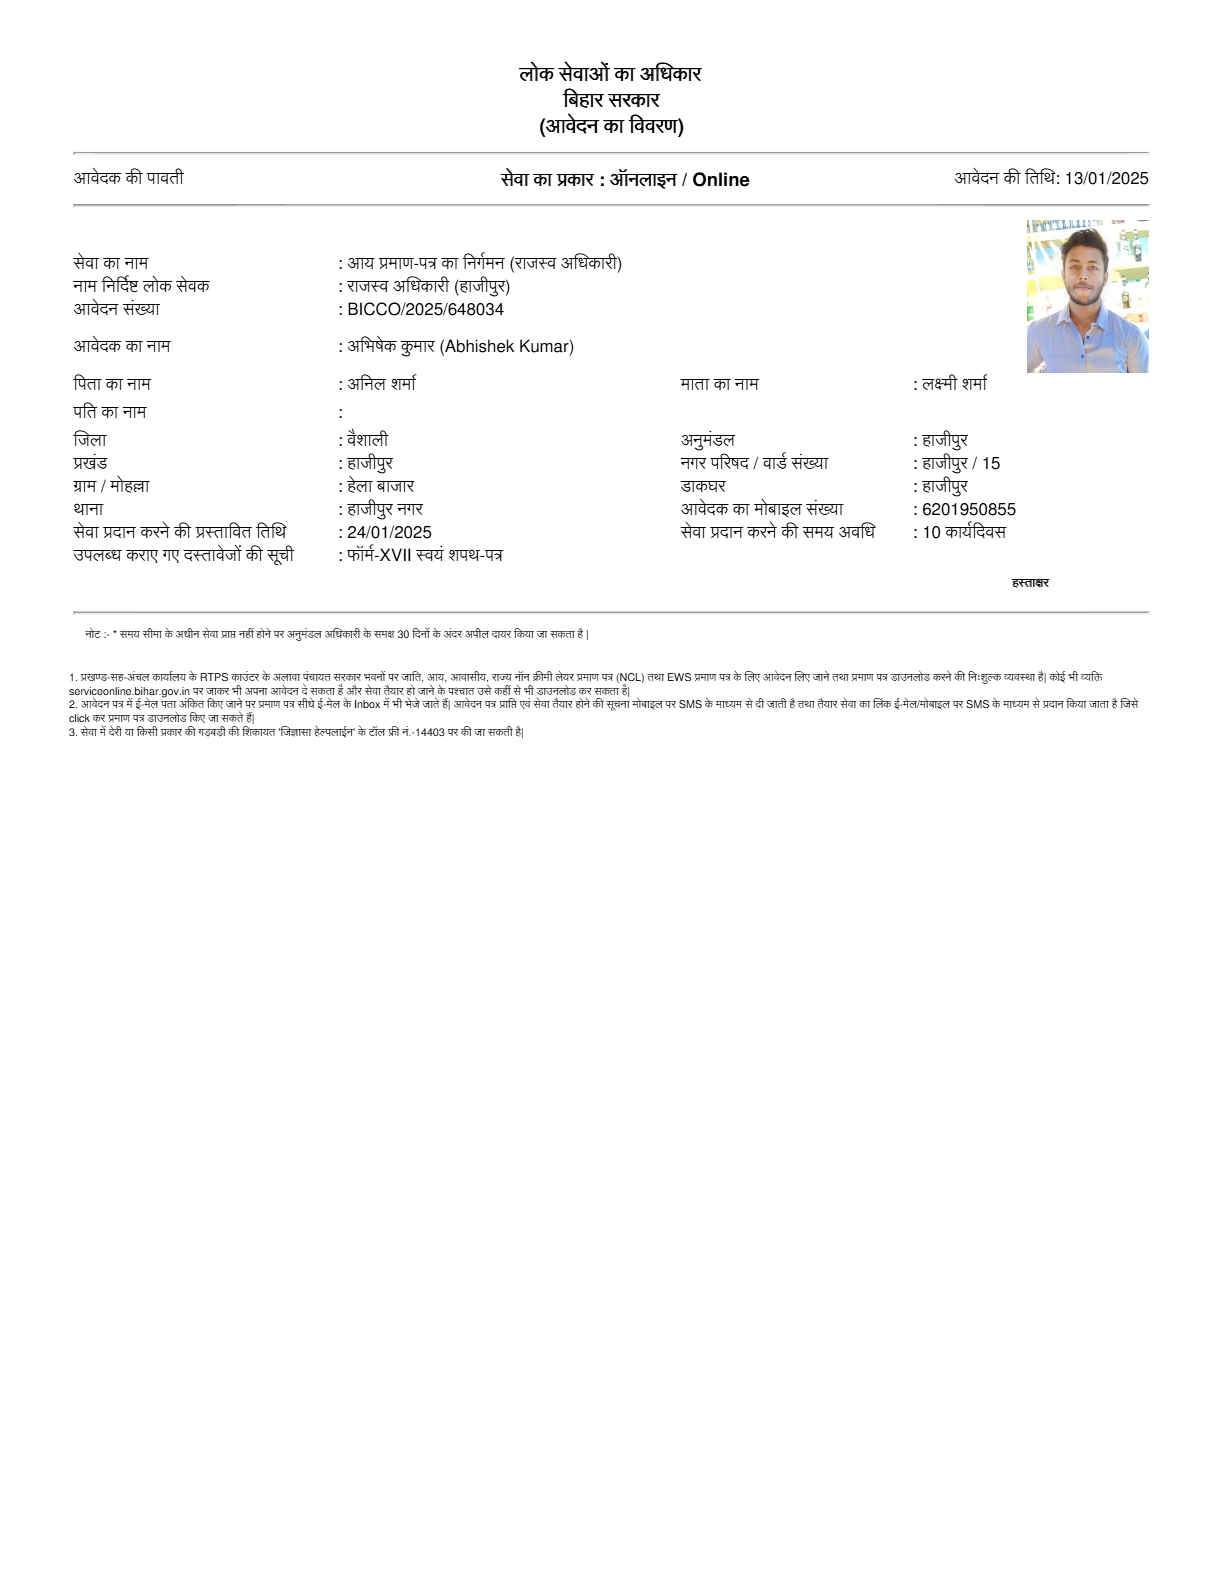 लोक सेवाओं का अधिकार
बिहार सरकार
(आवेदन का विवरण)
आवेदक की पावती सेवा का प्रकार : ऑनलाइन / Online आवेदन की तिथि: 13/01/2025
सेवा का नाम : आय प्रमाण-पत्र का निर्गमन (राजस्व अधिकारी)
नाम निर्दिष्ट लोक सेवक : राजस्व अधिकारी (हाजीपुर)
आवेदन संख्या : BICCO/2025/648034
आवेदक का नाम : अभिषेक कुमार (Abhishek Kumar)
पिता का नाम : अनिल शर्मा माता का नाम : लक्ष्मी शर्मा
पति का नाम :
जिला : वैशाली अनुमंडल : हाजीपुर
प्रखंड : हाजीपुर नगर परिषद / वार्ड संख्या : हाजीपुर / 15
ग्राम / मोहल्ला : हेला बाजार डाकघर : हाजीपुर
थाना : हाजीपुर नगर आवेदक का मोबाइल संख्या : 6201950855
सेवा प्रदान करने की प्रस्तावित तिथि : 24/01/2025 सेवा प्रदान करने की समय अवधि : 10 कार्यदिवस
उपलब्ध कराए गए दस्तावेजों की सूची : फॉर्म-XVII स्वयं शपथ-पत्र
हस्ताक्षर
नोट :- * समय सीमा के अधीन सेवा प्राप्त नहीं होने पर अनुमंडल अधिकारी के समक्ष 30 दिनों के अंदर अपील दायर किया जा सकता है |
1. प्रखण्ड-सह-अंचल कार्यालय के RTPS काउंटर के अलावा पंचायत सरकार भवनों पर जाति, आय, आवासीय, राज्य नॉन क्रीमी लेयर प्रमाण पत्र (NCL) तथा EWS प्रमाण पत्र के लिए आवेदन लिए जाने तथा प्रमाण पत्र डाउनलोड करने की निःशुल्क व्यवस्था है| कोई भी व्यक्ति
serviceonline.bihar.gov.in पर जाकर भी अपना आवेदन दे सकता है और सेवा तैयार हो जाने के पश्चात उसे कहीं से भी डाउनलोड कर सकता है|
2. आवेदन पत्र में ई-मेल पता अंकित किए जाने पर प्रमाण पत्र सीधे ई-मेल के Inbox में भी भेजे जाते हैं| आवेदन पत्र प्राप्ति एवं सेवा तैयार होने की सूचना मोबाइल पर SMS के माध्यम से दी जाती है तथा तैयार सेवा का लिंक ई-मेल/मोबाइल पर SMS के माध्यम से प्रदान किया जाता है जिसे
click कर प्रमाण पत्र डाउनलोड किए जा सकते हैं|
3. सेवा में देरी या किसी प्रकार की गड़बड़ी की शिकायत 'जिज्ञासा हेल्पलाईन' के टॉल फ्री नं.-14403 पर की जा सकती है|